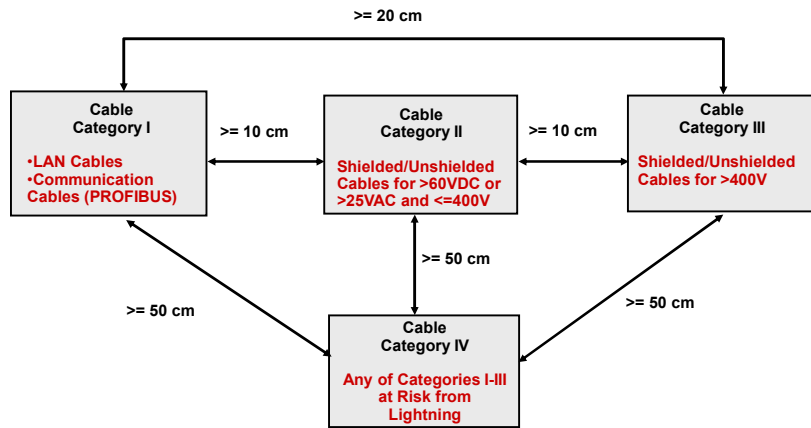 >= 20 cm
Cable
Category I
•LAN Cables
•Communication
Cables (PROFIBUS)
>= 10 cm
Cable
Category II
Shielded/Unshielded
Cables for >60VDC or
>25VAC and <=400V
>= 10 cm
Cable
Category III
Shielded/Unshielded
Cables for >400V
>= 50 cm
>= 50 cm
>= 50 cm
Cable
Category IV
Any of Categories I-III
at Risk from
Lightning